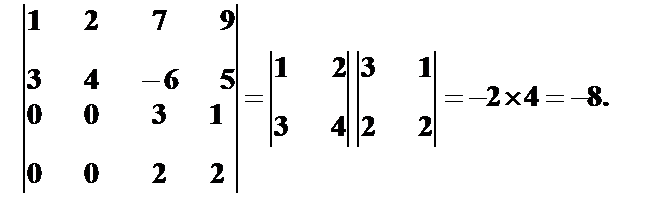 |1 2 7 9|
|3 4 −6 5|
|0 0 3 1|
|0 0 2 2|
= |1 2| |3 1|
|3 4| |2 2|
= −2×4 = −8.